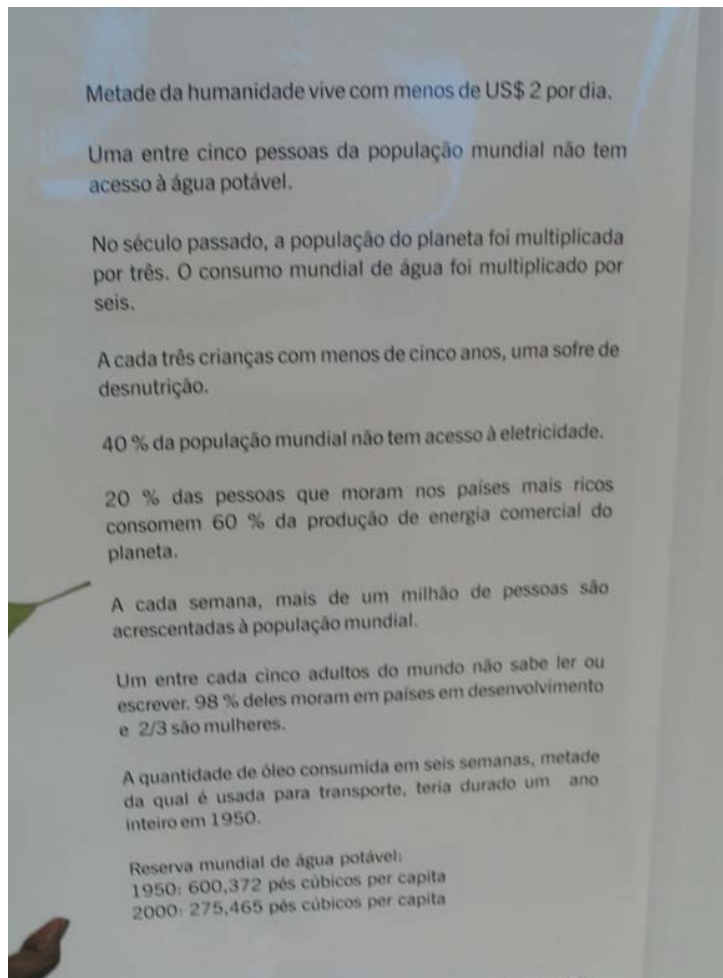 Metade da humanidade vive com menos de US$ 2 por dia.
Uma entre cinco pessoas da população mundial não tem
acesso à água potável.
No século passado, a população do planeta foi multiplicada
por três. O consumo mundial de água foi multiplicado por
seis.
A cada três crianças com menos de cinco anos, uma sofre de
desnutrição.
40 % da população mundial não tem acesso à eletricidade.
20 % das pessoas que moram nos países mais ricos
consomem 60 % da produção de energia comercial do
planeta.
A cada semana, mais de um milhão de pessoas são
acrescentadas à população mundial.
Um entre cada cinco adultos do mundo não sabe ler ou
escrever. 98 % deles moram em países em desenvolvimento
e 2/3 são mulheres.
A quantidade de óleo consumida em seis semanas, metade
da qual é usada para transporte, teria durado um ano
inteiro em 1950.
Reserva mundial de água potável:
1950: 600,372 pés cúbicos per capita
2000: 275,465 pés cúbicos per capita